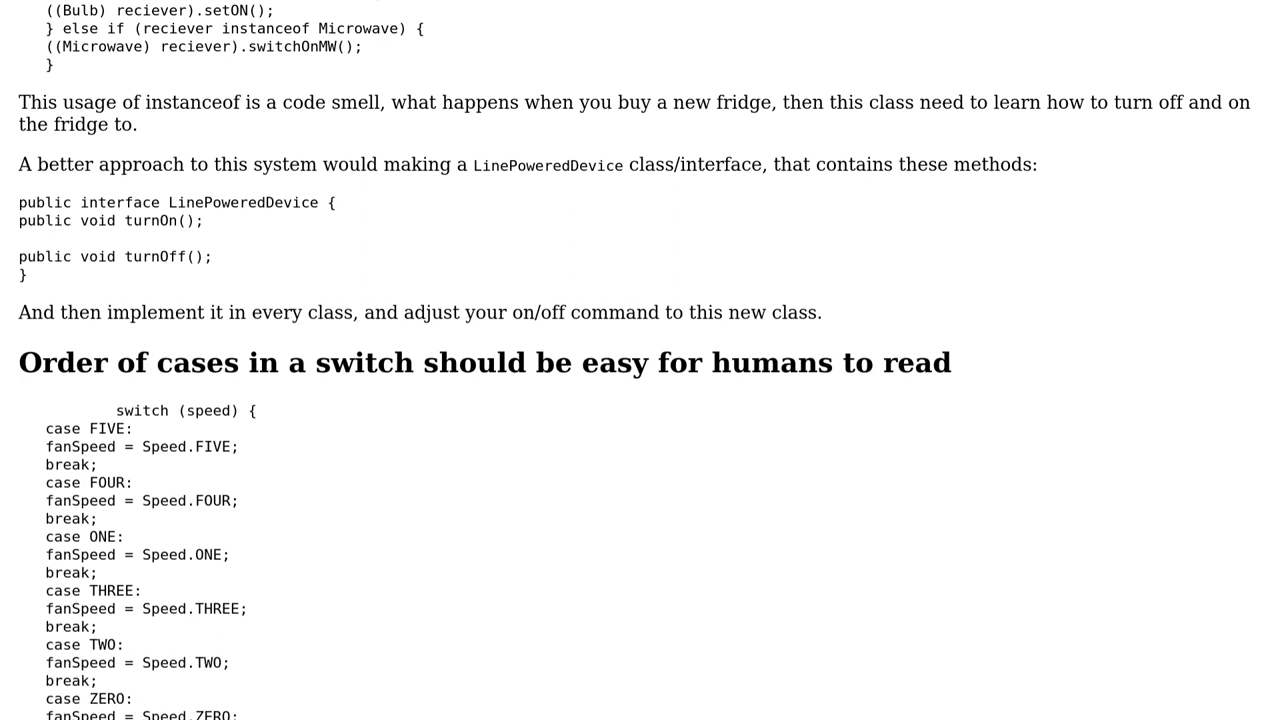 ((Bulb) reciever).setON();
} else if (reciever instanceof Microwave) {
((Microwave) reciever).switchOnMW();
}
This usage of instanceof is a code smell, what happens when you buy a new fridge, then this class need to learn how to turn off and on
the fridge to.
A better approach to this system would making a LinePoweredDevice class/interface, that contains these methods:
public interface LinePoweredDevice {
public void turnOn();
public void turnOff();
}
And then implement it in every class, and adjust your on/off command to this new class.
Order of cases in a switch should be easy for humans to read
switch (speed) {
case FIVE:
fanSpeed = Speed.FIVE;
break;
case FOUR:
fanSpeed = Speed.FOUR;
break;
case ONE:
fanSpeed = Speed.ONE;
break;
case THREE:
fanSpeed = Speed.THREE;
break;
case TWO:
fanSpeed = Speed.TWO;
break;
case ZERO:
fanSpeed = Speed.ZERO;